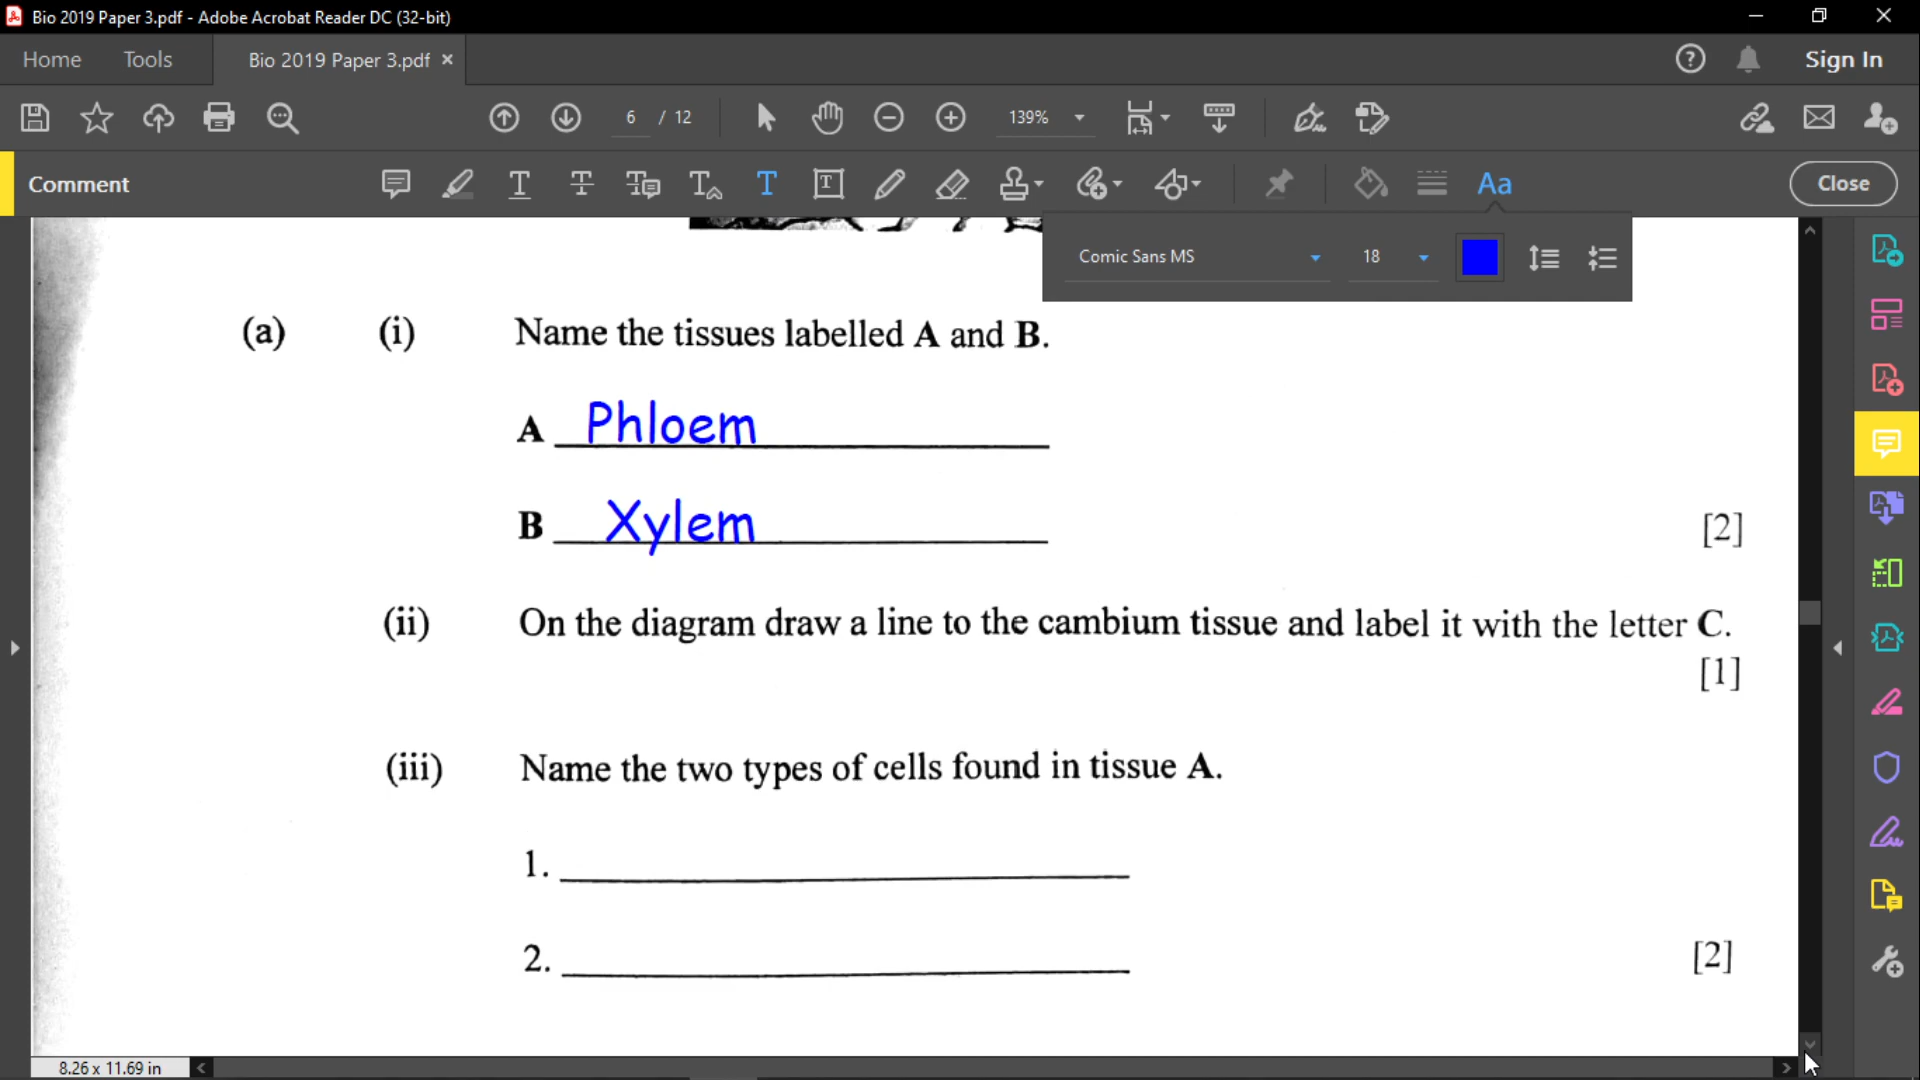 Bio 2019 Paper 3.pdf - Adobe Acrobat Reader DC (32-bit)
Home Tools Bio 2019 Paper 3.pdf × Sign In
6 / 12 139%
Comment Aa Close
Comic Sans MS 18
(a) (i) Name the tissues labelled A and B.
A Phloem
B Xylem [2]
(ii) On the diagram draw a line to the cambium tissue and label it with the letter C.
[1]
(iii) Name the two types of cells found in tissue A.
1.
2. [2]
8.26 x 11.69 in